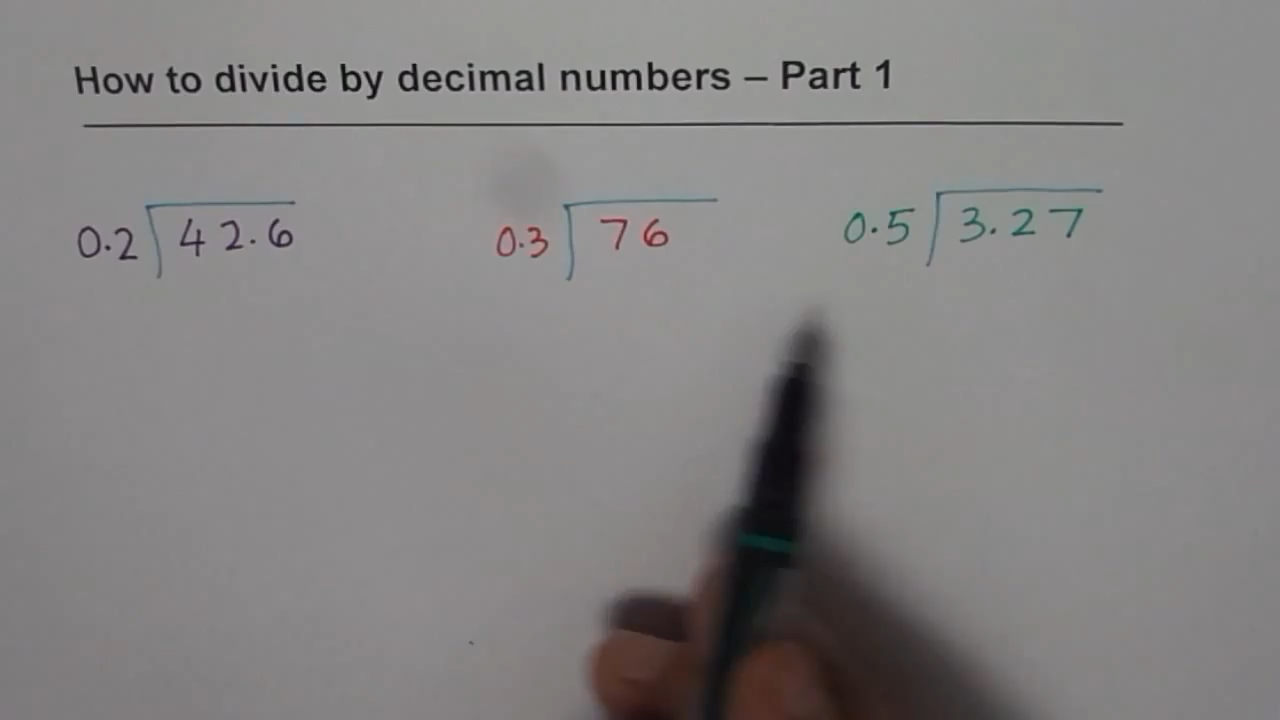 How to divide by decimal numbers – Part 1
0.2 42.6 0.3 76 0.5 3.27